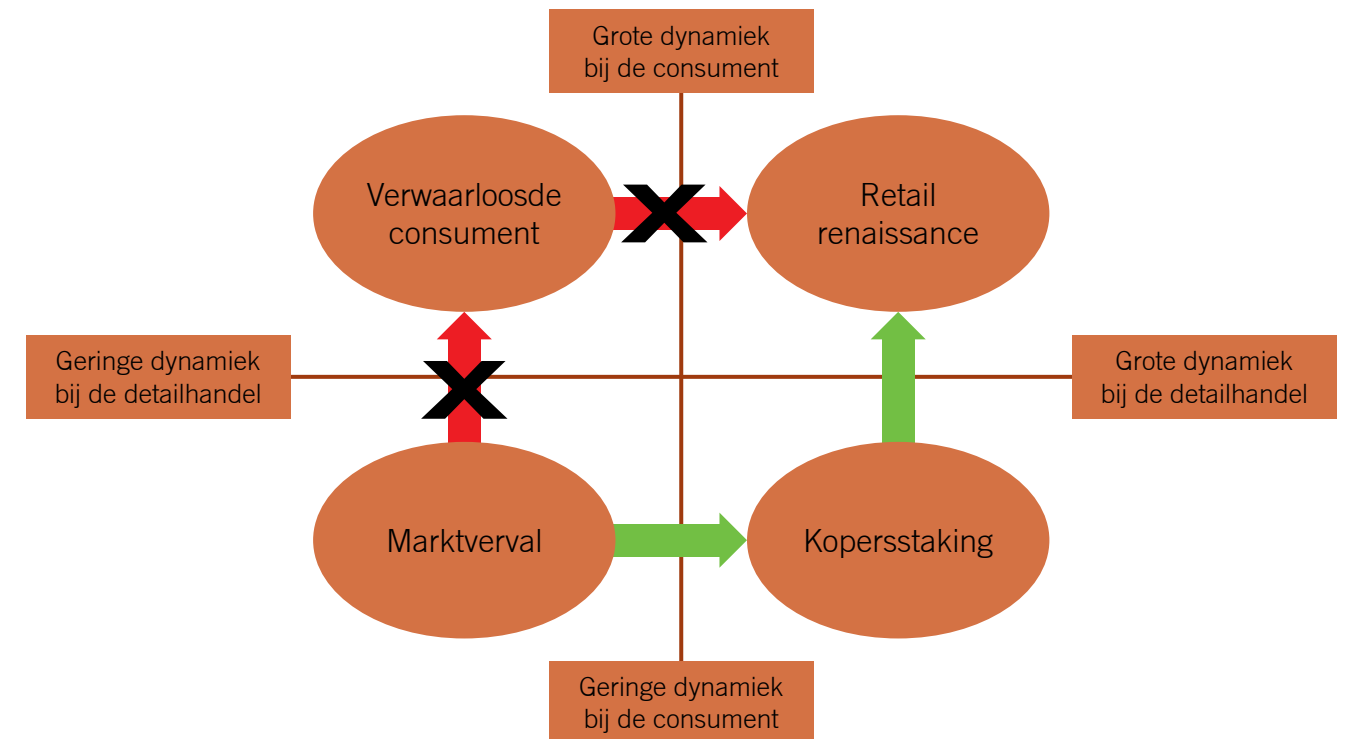 Grote dynamiek
bij de consument
Verwaarloosde
consument
Retail
renaissance
Geringe dynamiek
bij de detailhandel
Grote dynamiek
bij de detailhandel
Marktverval
Kopersstaking
Geringe dynamiek
bij de consument